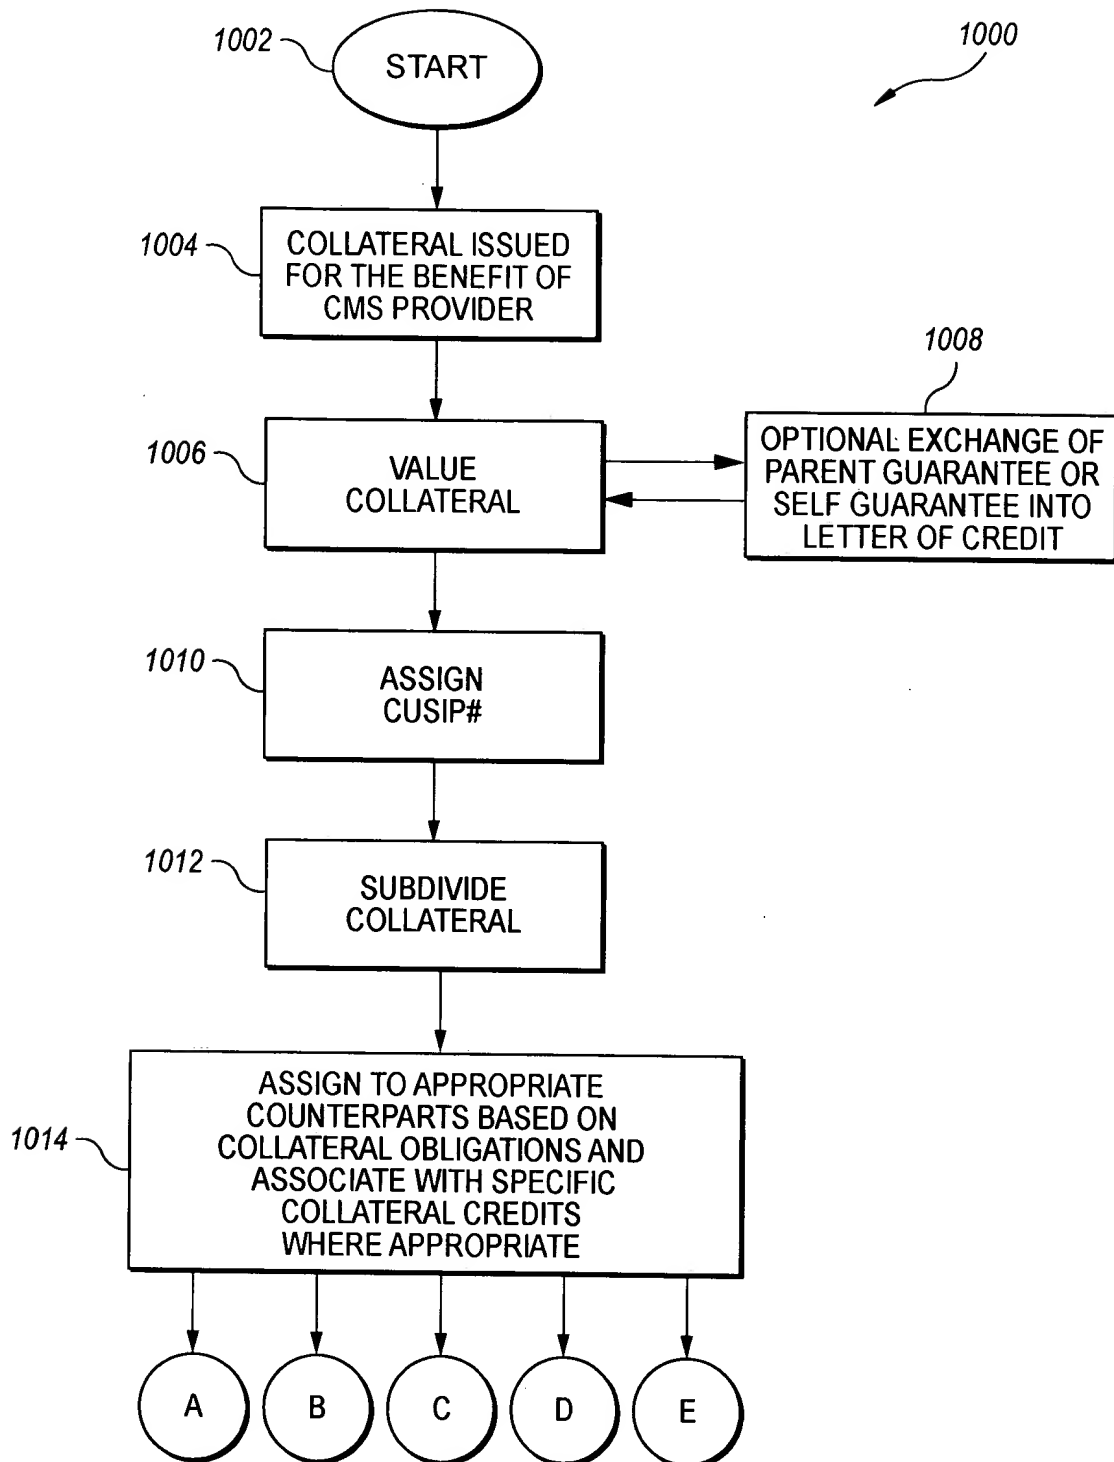 1002
START
1000
1004
COLLATERAL ISSUED
FOR THE BENEFIT OF
CMS PROVIDER
1008
1006
VALUE
COLLATERAL
OPTIONAL EXCHANGE OF
PARENT GUARANTEE OR
SELF GUARANTEE INTO
LETTER OF CREDIT
1010
ASSIGN
CUSIP#
1012
SUBDIVIDE
COLLATERAL
1014
ASSIGN TO APPROPRIATE
COUNTERPARTS BASED ON
COLLATERAL OBLIGATIONS AND
ASSOCIATE WITH SPECIFIC
COLLATERAL CREDITS
WHERE APPROPRIATE
A
B
C
D
E